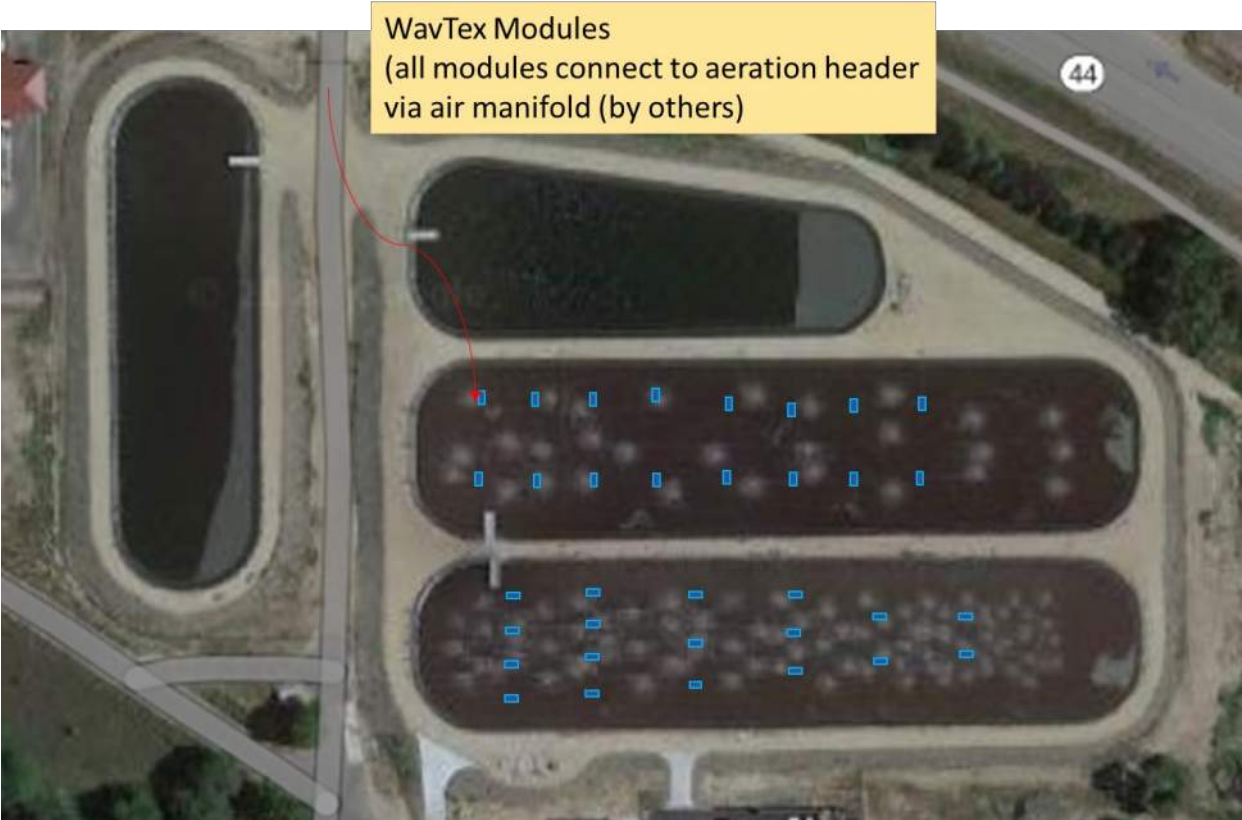 WavTex Modules
(all modules connect to aeration header
via air manifold (by others)
44